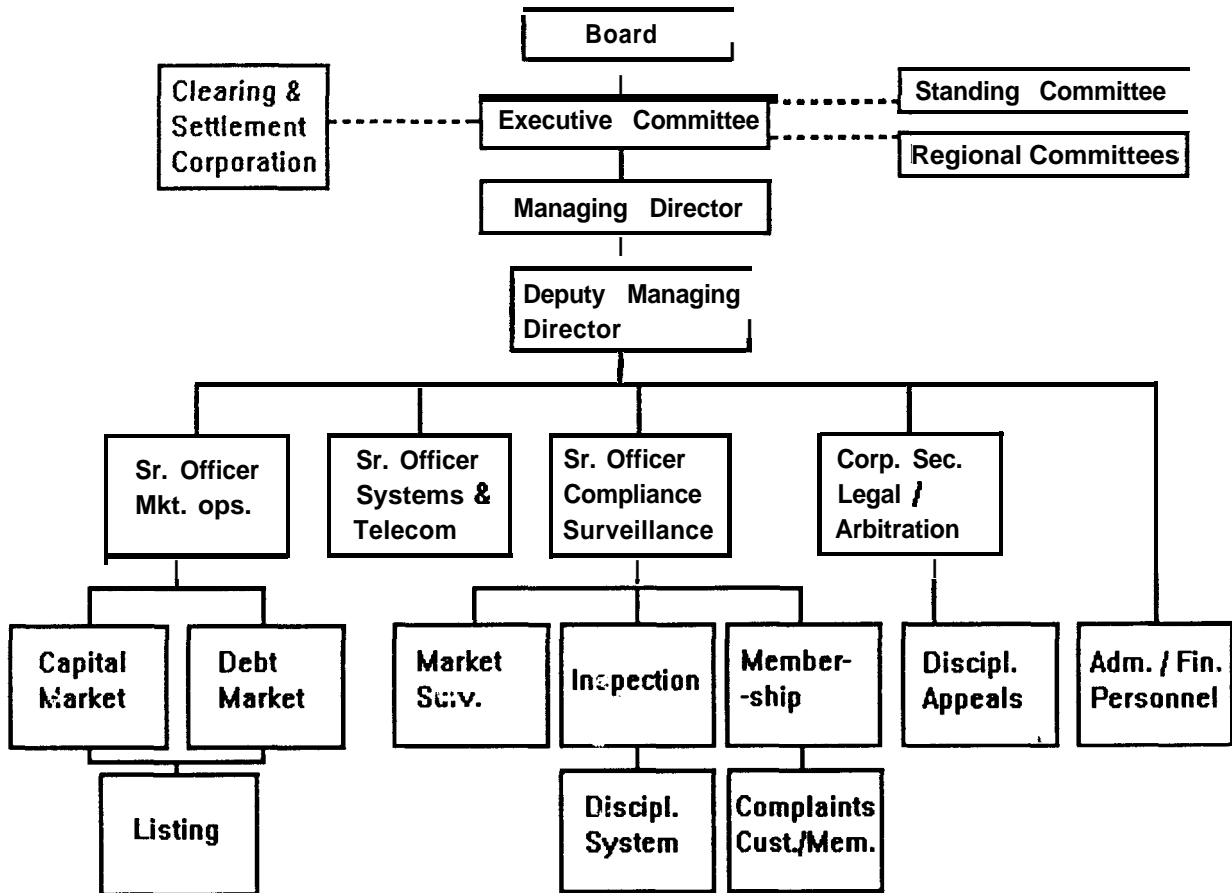 Board
Clearing &
Settlement
Corporation
Executive Committee
Standing Committee
Regional Committees
Managing Director
Deputy Managing
Director
Sr. Officer
Mkt. ops.
Sr. Officer
Systems &
Telecom
Sr. Officer
Compliance
Surveillance
Corp. Sec.
Legal /
Arbitration
Capital
Market
Debt
Market
Market
Surv.
Inspection
Member-
-ship
Discipl.
Appeals
Adm. / Fin.
Personnel
Listing
Discipl.
System
Complaints
Cust./Mem.